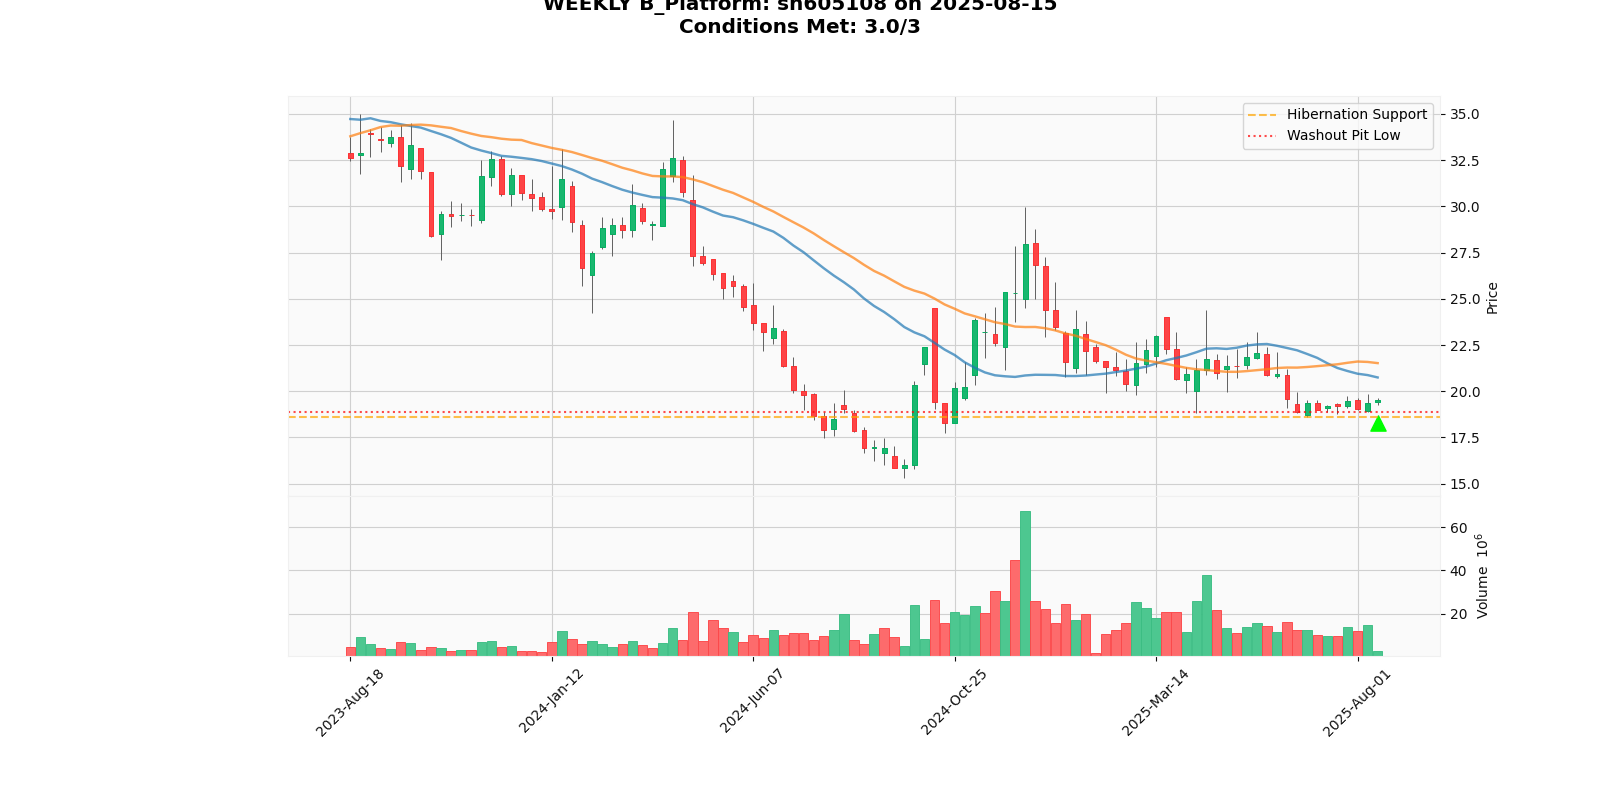 WEEKLY B_Platform: sh605108 on 2025-08-15
Conditions Met: 3.0/3
Hibernation Support
Washout Pit Low
35.0
32.5
30.0
27.5
25.0
22.5
20.0
17.5
15.0
Price
60
40
20
Volume 10⁶
2023-Aug-18
2024-Jan-12
2024-Jun-07
2024-Oct-25
2025-Mar-14
2025-Aug-01